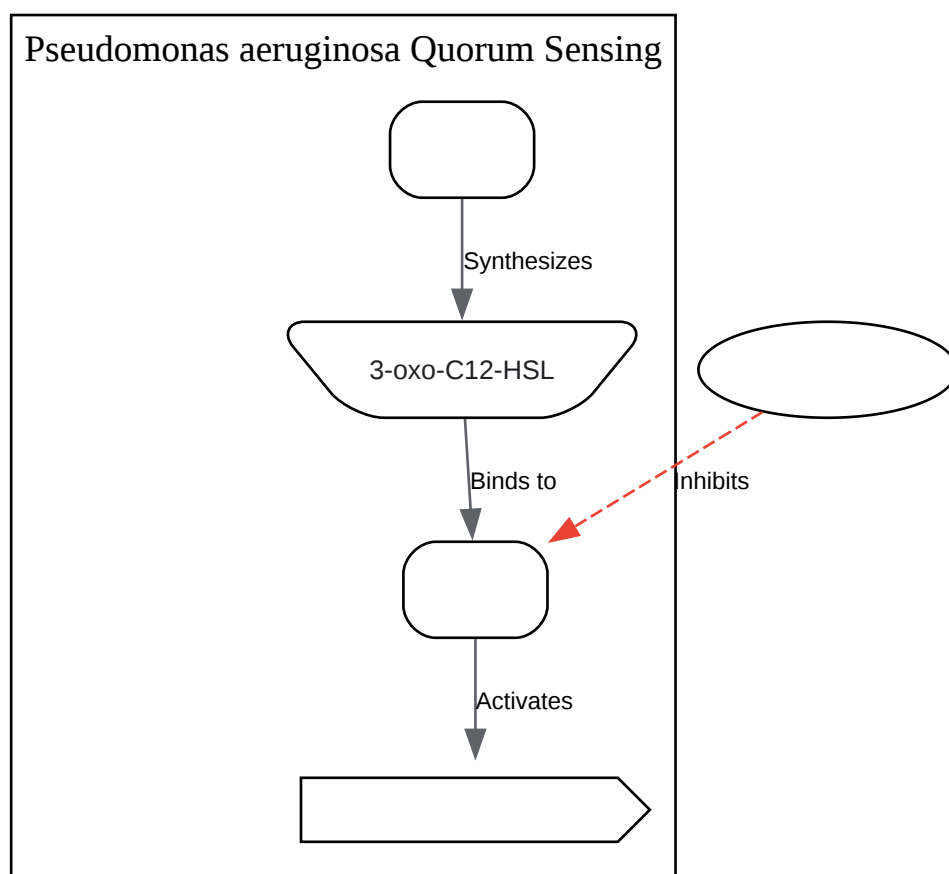 Pseudomonas aeruginosa Quorum Sensing
Synthesizes
3-oxo-C12-HSL
Binds to
Inhibits
Activates